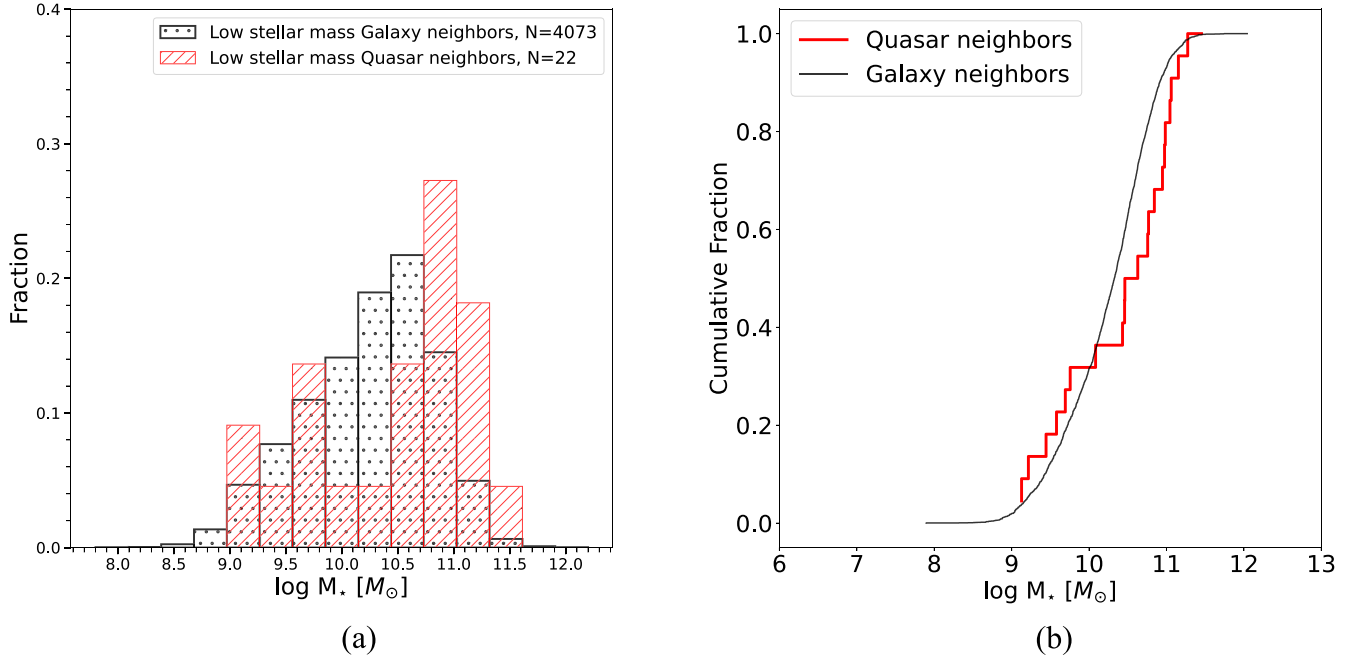 0.4
0.3
0.2
0.1
0.0
Fraction
Low stellar mass Galaxy neighbors, N=4073
Low stellar mass Quasar neighbors, N=22
8.0 8.5 9.0 9.5 10.0 10.5 11.0 11.5 12.0
log M⋆ [M⊙]
(a)
1.0
0.8
0.6
0.4
0.2
0.0
Cumulative Fraction
Quasar neighbors
Galaxy neighbors
6 7 8 9 10 11 12 13
log M⋆ [M⊙]
(b)